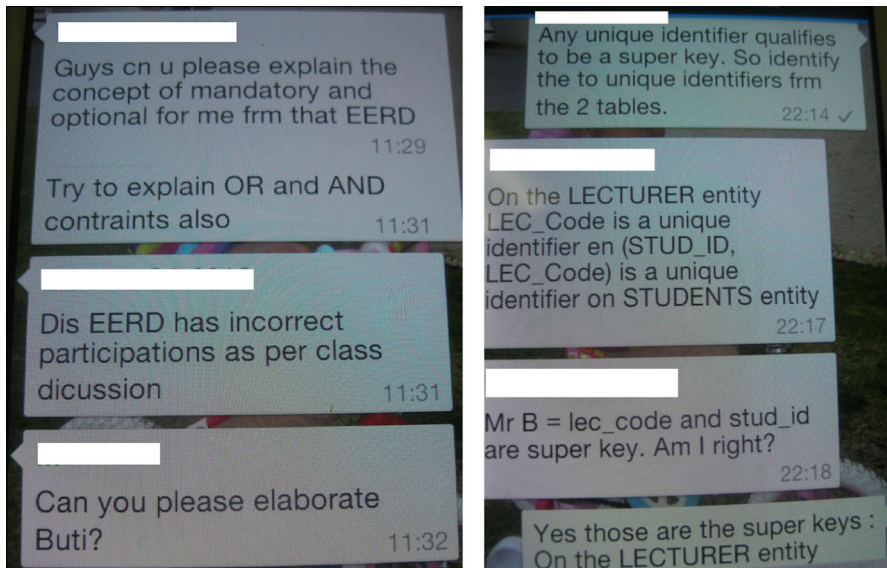 Guys cn u please explain the
concept of mandatory and
optional for me frm that EERD
11:29
Try to explain OR and AND
contraints also
11:31
Dis EERD has incorrect
participations as per class
dicussion
11:31
Can you please elaborate
Buti?
11:32
Any unique identifier qualifies
to be a super key. So identify
the to unique identifiers frm
the 2 tables.
22:14
On the LECTURER entity
LEC_Code is a unique
identifier en (STUD_ID,
LEC_Code) is a unique
identifier on STUDENTS entity
22:17
Mr B = lec_code and stud_id
are super key. Am I right?
22:18
Yes those are the super keys :
On the LECTURER entity